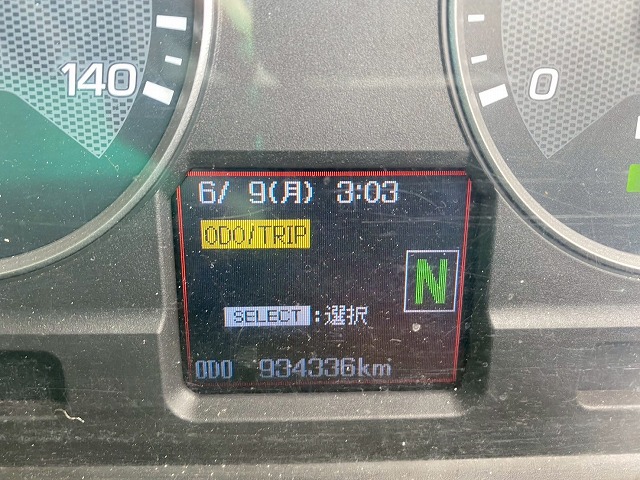 140
0
6/ 9(月) 3:03
ODO/TRIP
N
SELECT :選択
ODO 934336km